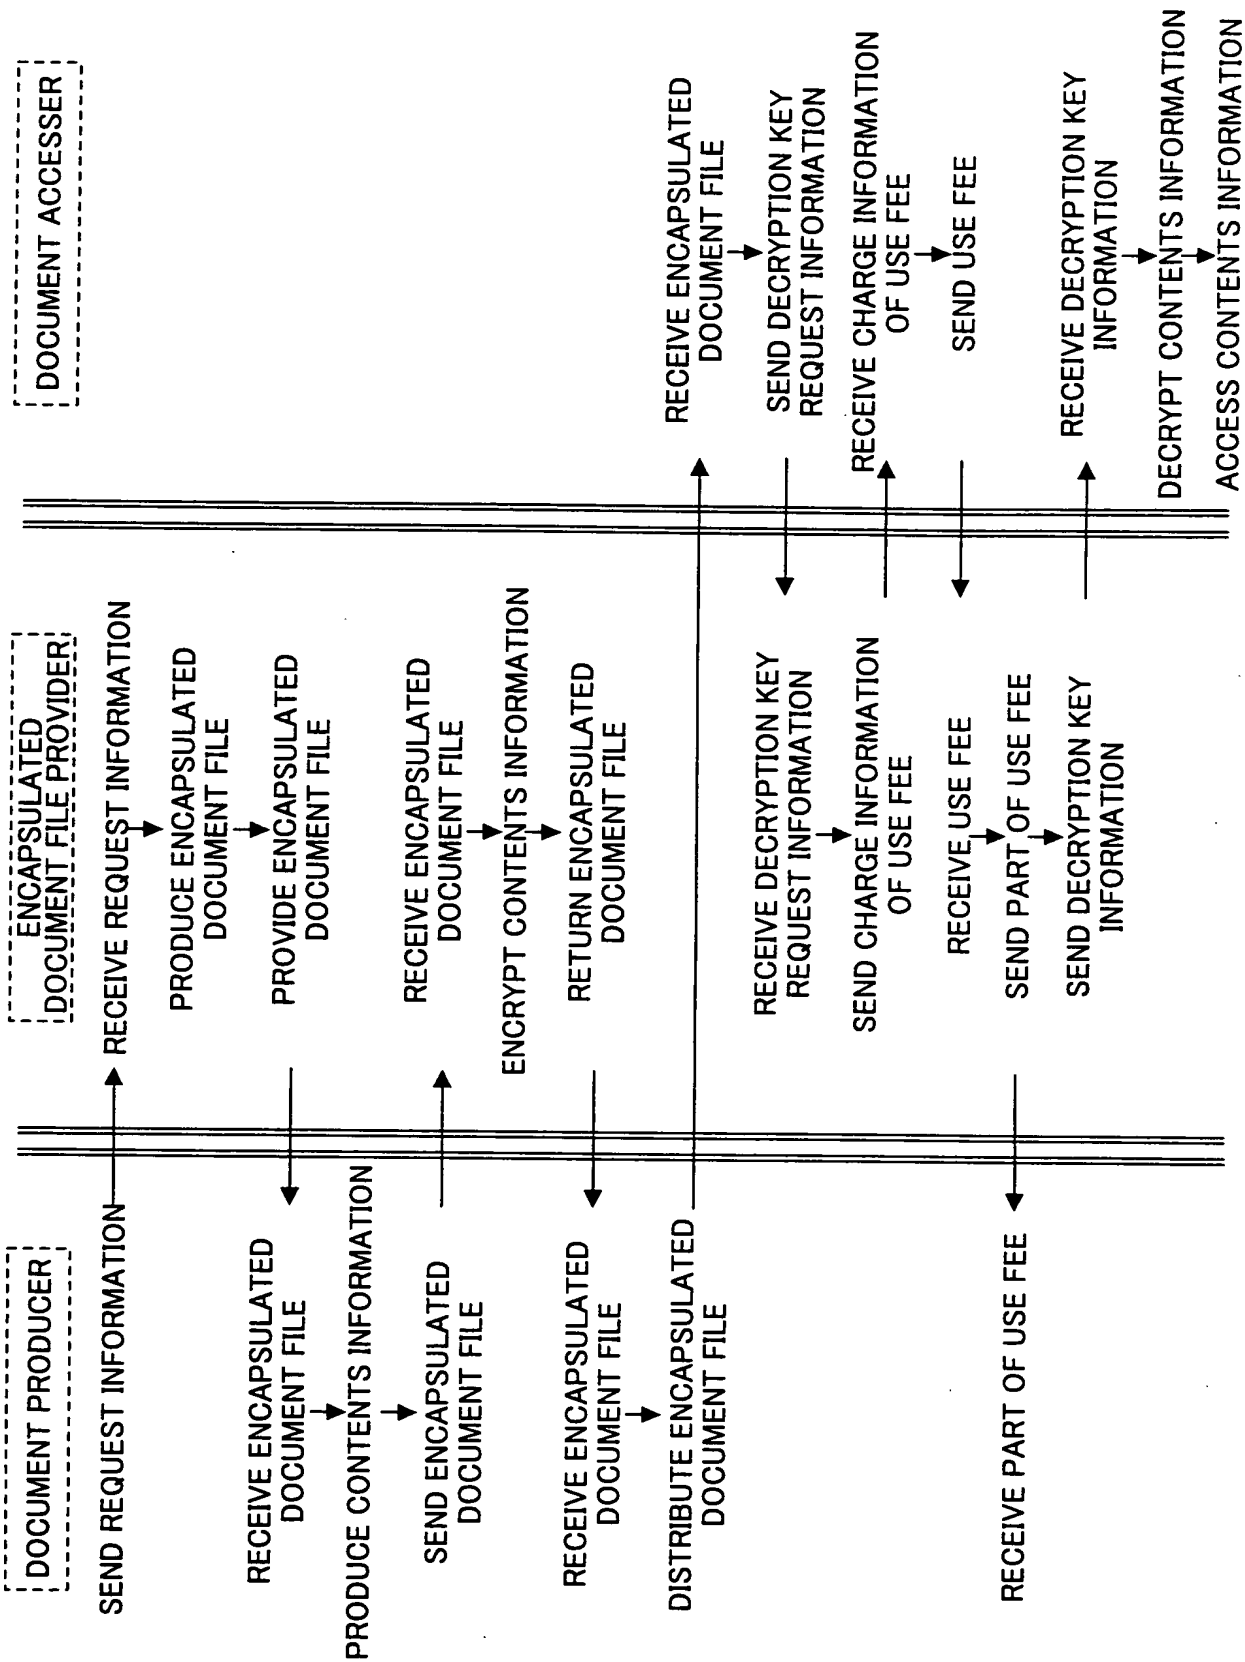 DOCUMENT PRODUCER
SEND REQUEST INFORMATION
RECEIVE ENCAPSULATED
DOCUMENT FILE
PRODUCE CONTENTS INFORMATION
SEND ENCAPSULATED
DOCUMENT FILE
RECEIVE ENCAPSULATED
DOCUMENT FILE
DISTRIBUTE ENCAPSULATED
DOCUMENT FILE
RECEIVE PART OF USE FEE
ENCAPSULATED
DOCUMENT FILE PROVIDER
RECEIVE REQUEST INFORMATION
PRODUCE ENCAPSULATED
DOCUMENT FILE
PROVIDE ENCAPSULATED
DOCUMENT FILE
RECEIVE ENCAPSULATED
DOCUMENT FILE
ENCRYPT CONTENTS INFORMATION
RETURN ENCAPSULATED
DOCUMENT FILE
RECEIVE DECRYPTION KEY
REQUEST INFORMATION
SEND CHARGE INFORMATION
OF USE FEE
RECEIVE USE FEE
SEND PART OF USE FEE
SEND DECRYPTION KEY
INFORMATION
DOCUMENT ACCESSER
RECEIVE ENCAPSULATED
DOCUMENT FILE
SEND DECRYPTION KEY
REQUEST INFORMATION
RECEIVE CHARGE INFORMATION
OF USE FEE
SEND USE FEE
RECEIVE DECRYPTION KEY
INFORMATION
DECRYPT CONTENTS INFORMATION
ACCESS CONTENTS INFORMATION